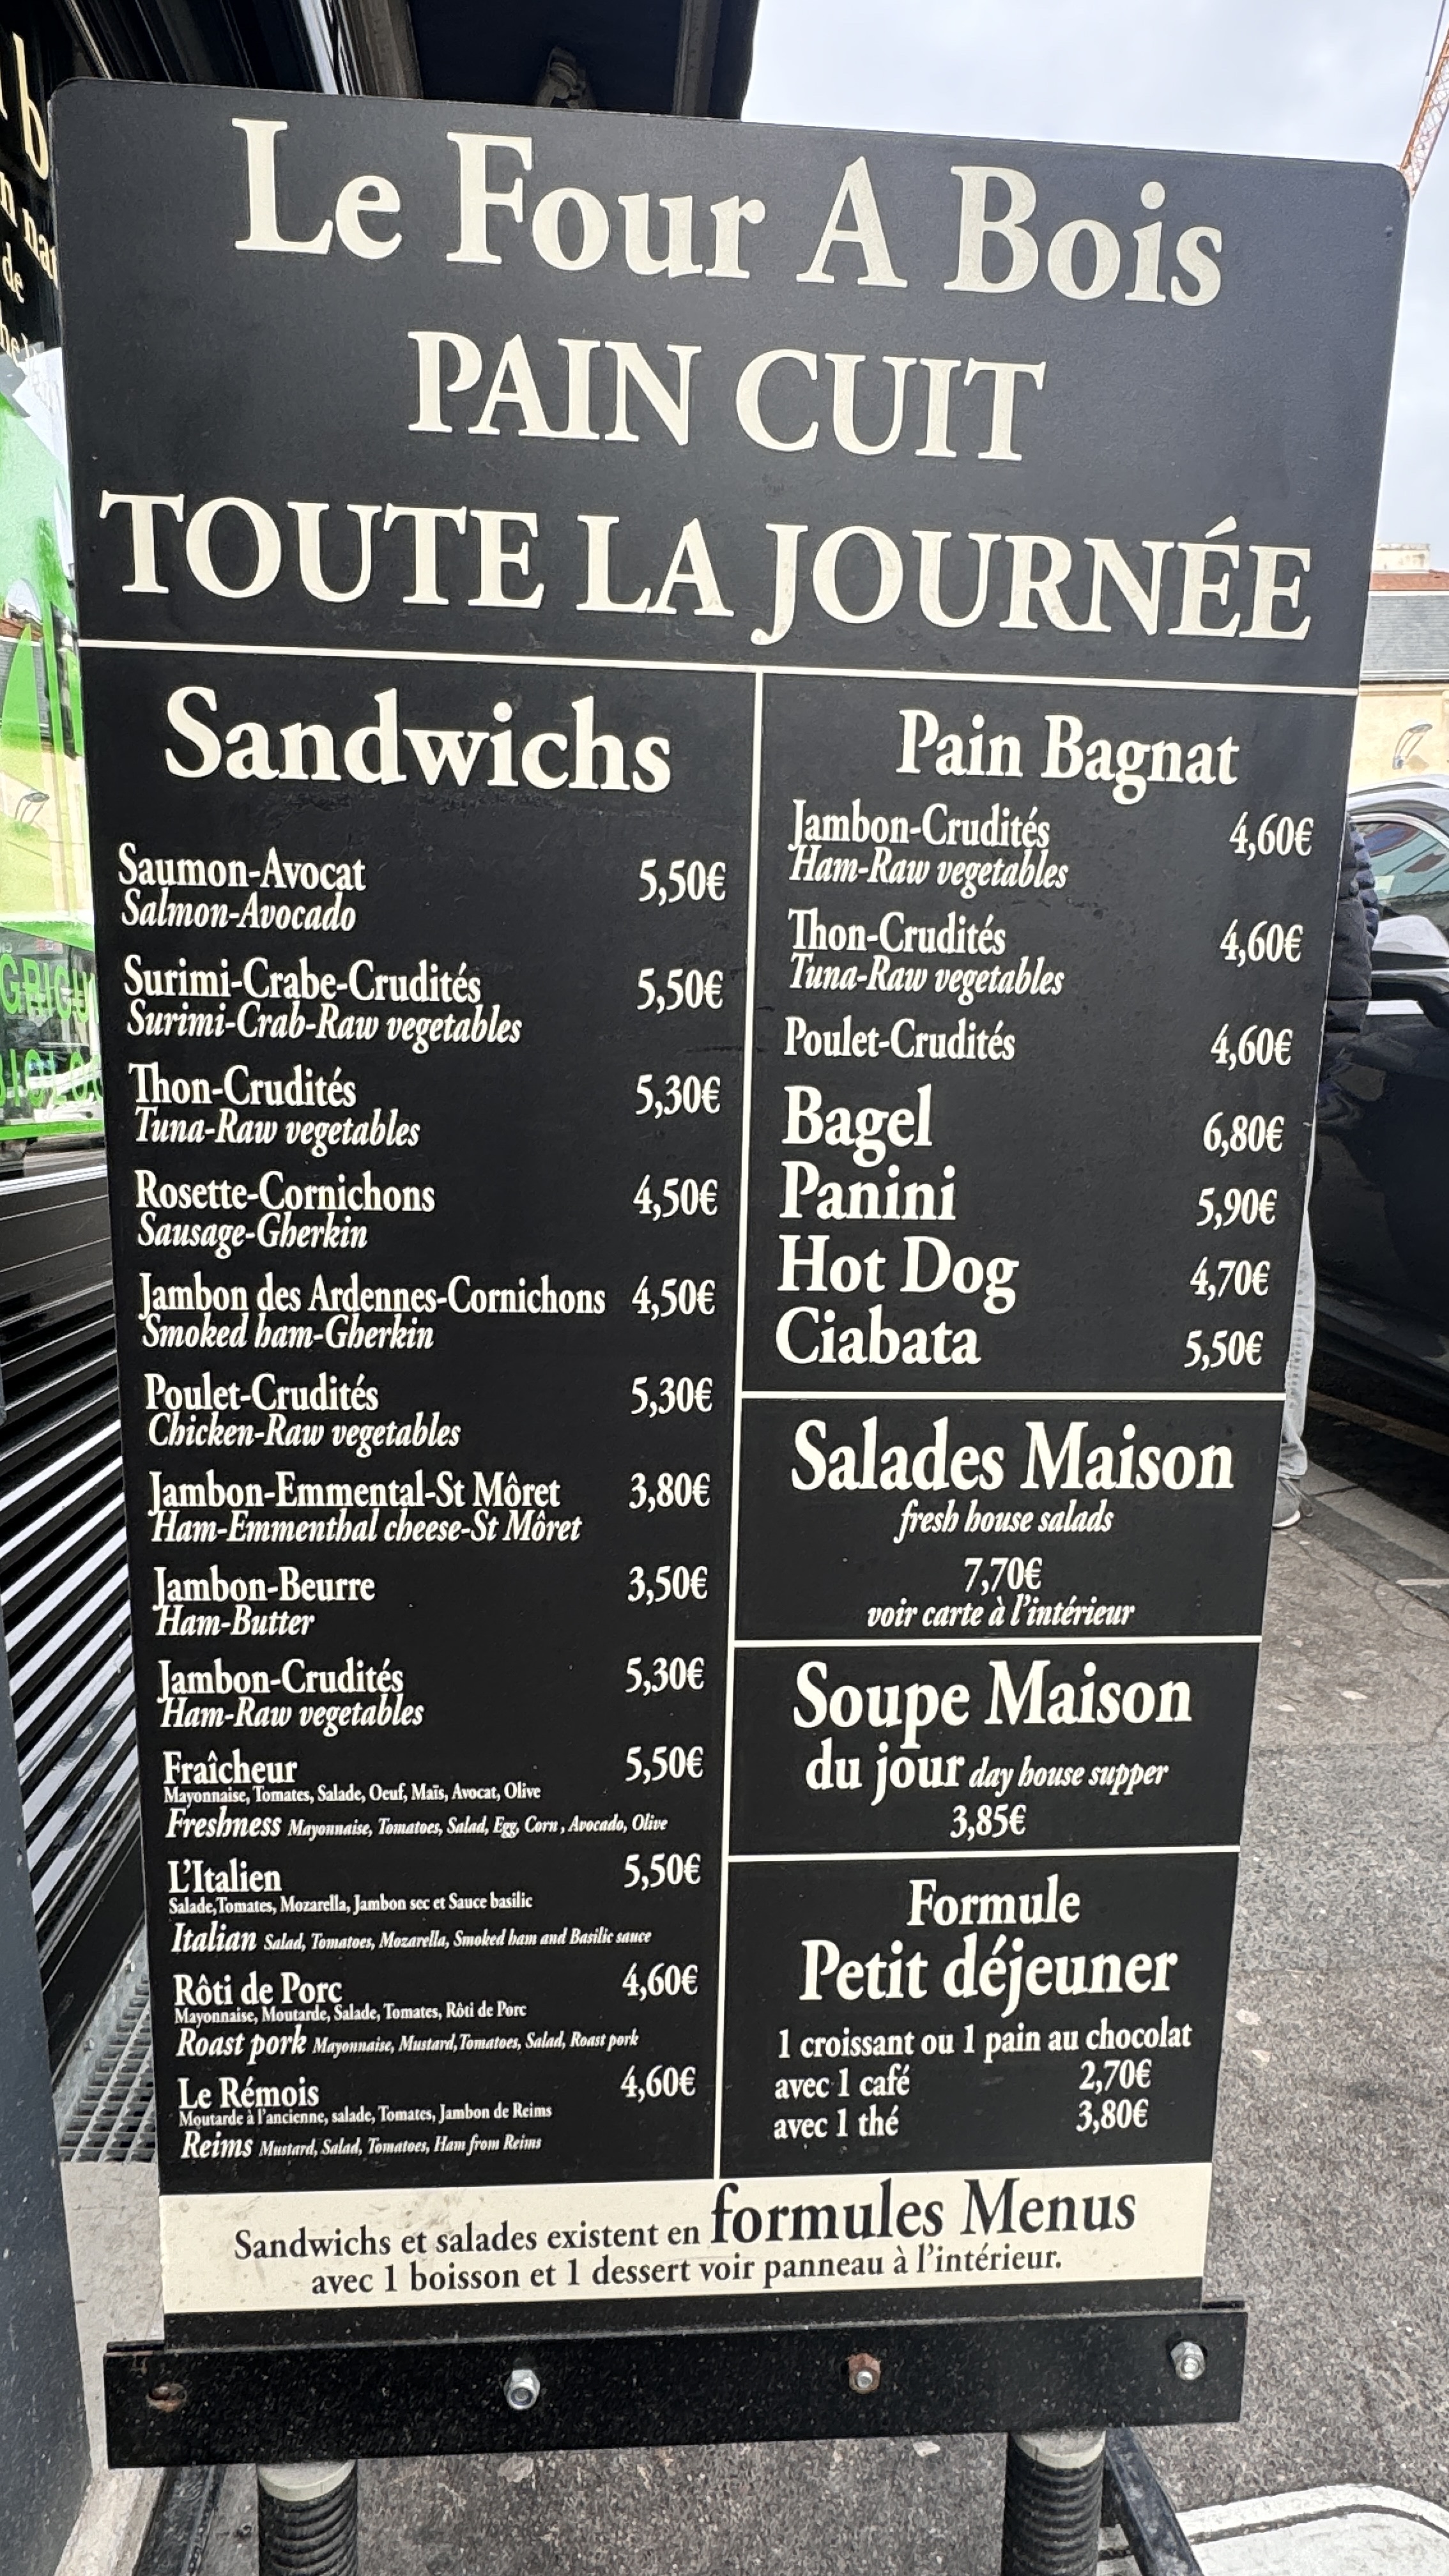 Le Four A Bois
PAIN CUIT
TOUTE LA JOURNÉE
Sandwichs
Saumon-Avocat 5,50€
Salmon-Avocado
Surimi-Crabe-Crudités 5,50€
Surimi-Crab-Raw vegetables
Thon-Crudités 5,30€
Tuna-Raw vegetables
Rosette-Cornichons 4,50€
Sausage-Gherkin
Jambon des Ardennes-Cornichons 4,50€
Smoked ham-Gherkin
Poulet-Crudités 5,30€
Chicken-Raw vegetables
Jambon-Emmental-St Môret 3,80€
Ham-Emmenthal cheese-St Môret
Jambon-Beurre 3,50€
Ham-Butter
Jambon-Crudités 5,30€
Ham-Raw vegetables
Fraîcheur 5,50€
Mayonnaise, Tomates, Salade, Oeuf, Maïs, Avocat, Olive
Freshness Mayonnaise, Tomatoes, Salad, Egg, Corn , Avocado, Olive
L'Italien 5,50€
Salade,Tomates, Mozarella, Jambon sec et Sauce basilic
Italian Salad, Tomatoes, Mozarella, Smoked ham and Basilic sauce
Rôti de Porc 4,60€
Mayonnaise, Moutarde, Salade, Tomates, Rôti de Porc
Roast pork Mayonnaise, Mustard,Tomatoes, Salad, Roast pork
Le Rémois 4,60€
Moutarde à l'ancienne, salade, Tomates, Jambon de Reims
Reims Mustard, Salad, Tomatoes, Ham from Reims
Pain Bagnat
Jambon-Crudités 4,60€
Ham-Raw vegetables
Thon-Crudités 4,60€
Tuna-Raw vegetables
Poulet-Crudités 4,60€
Bagel 6,80€
Panini 5,90€
Hot Dog 4,70€
Ciabata 5,50€
Salades Maison
fresh house salads
7,70€
voir carte à l'intérieur
Soupe Maison
du jour day house supper
3,85€
Formule
Petit déjeuner
1 croissant ou 1 pain au chocolat
avec 1 café 2,70€
avec 1 thé 3,80€
Sandwichs et salades existent en formules Menus
avec 1 boisson et 1 dessert voir panneau à l'intérieur.